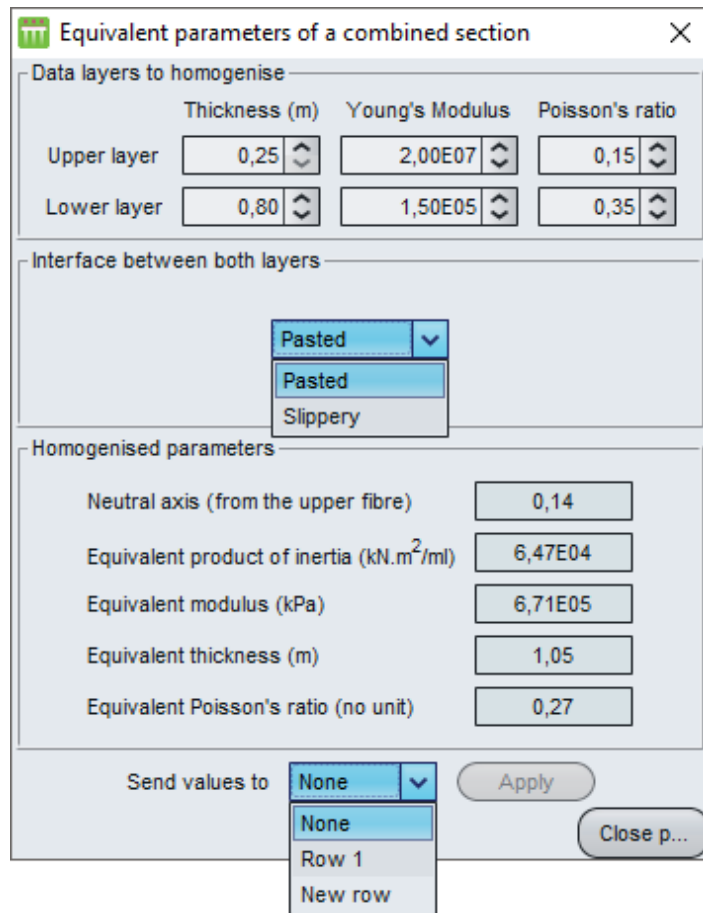 Equivalent parameters of a combined section
Data layers to homogenise
Thickness (m) Young's Modulus Poisson's ratio
Upper layer 0,25 2,00E07 0,15
Lower layer 0,80 1,50E05 0,35
Interface between both layers
Pasted
Pasted
Slippery
Homogenised parameters
Neutral axis (from the upper fibre) 0,14
Equivalent product of inertia (kN.m²/ml) 6,47E04
Equivalent modulus (kPa) 6,71E05
Equivalent thickness (m) 1,05
Equivalent Poisson's ratio (no unit) 0,27
Send values to None Apply
None
Close p...
Row 1
New row